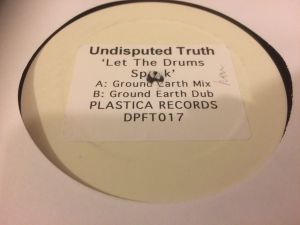 Undisputed Truth
'Let The Drums
Speak'
A: Ground Earth Mix
B: Ground Earth Dub
PLASTICA RECORDS
DPFT017